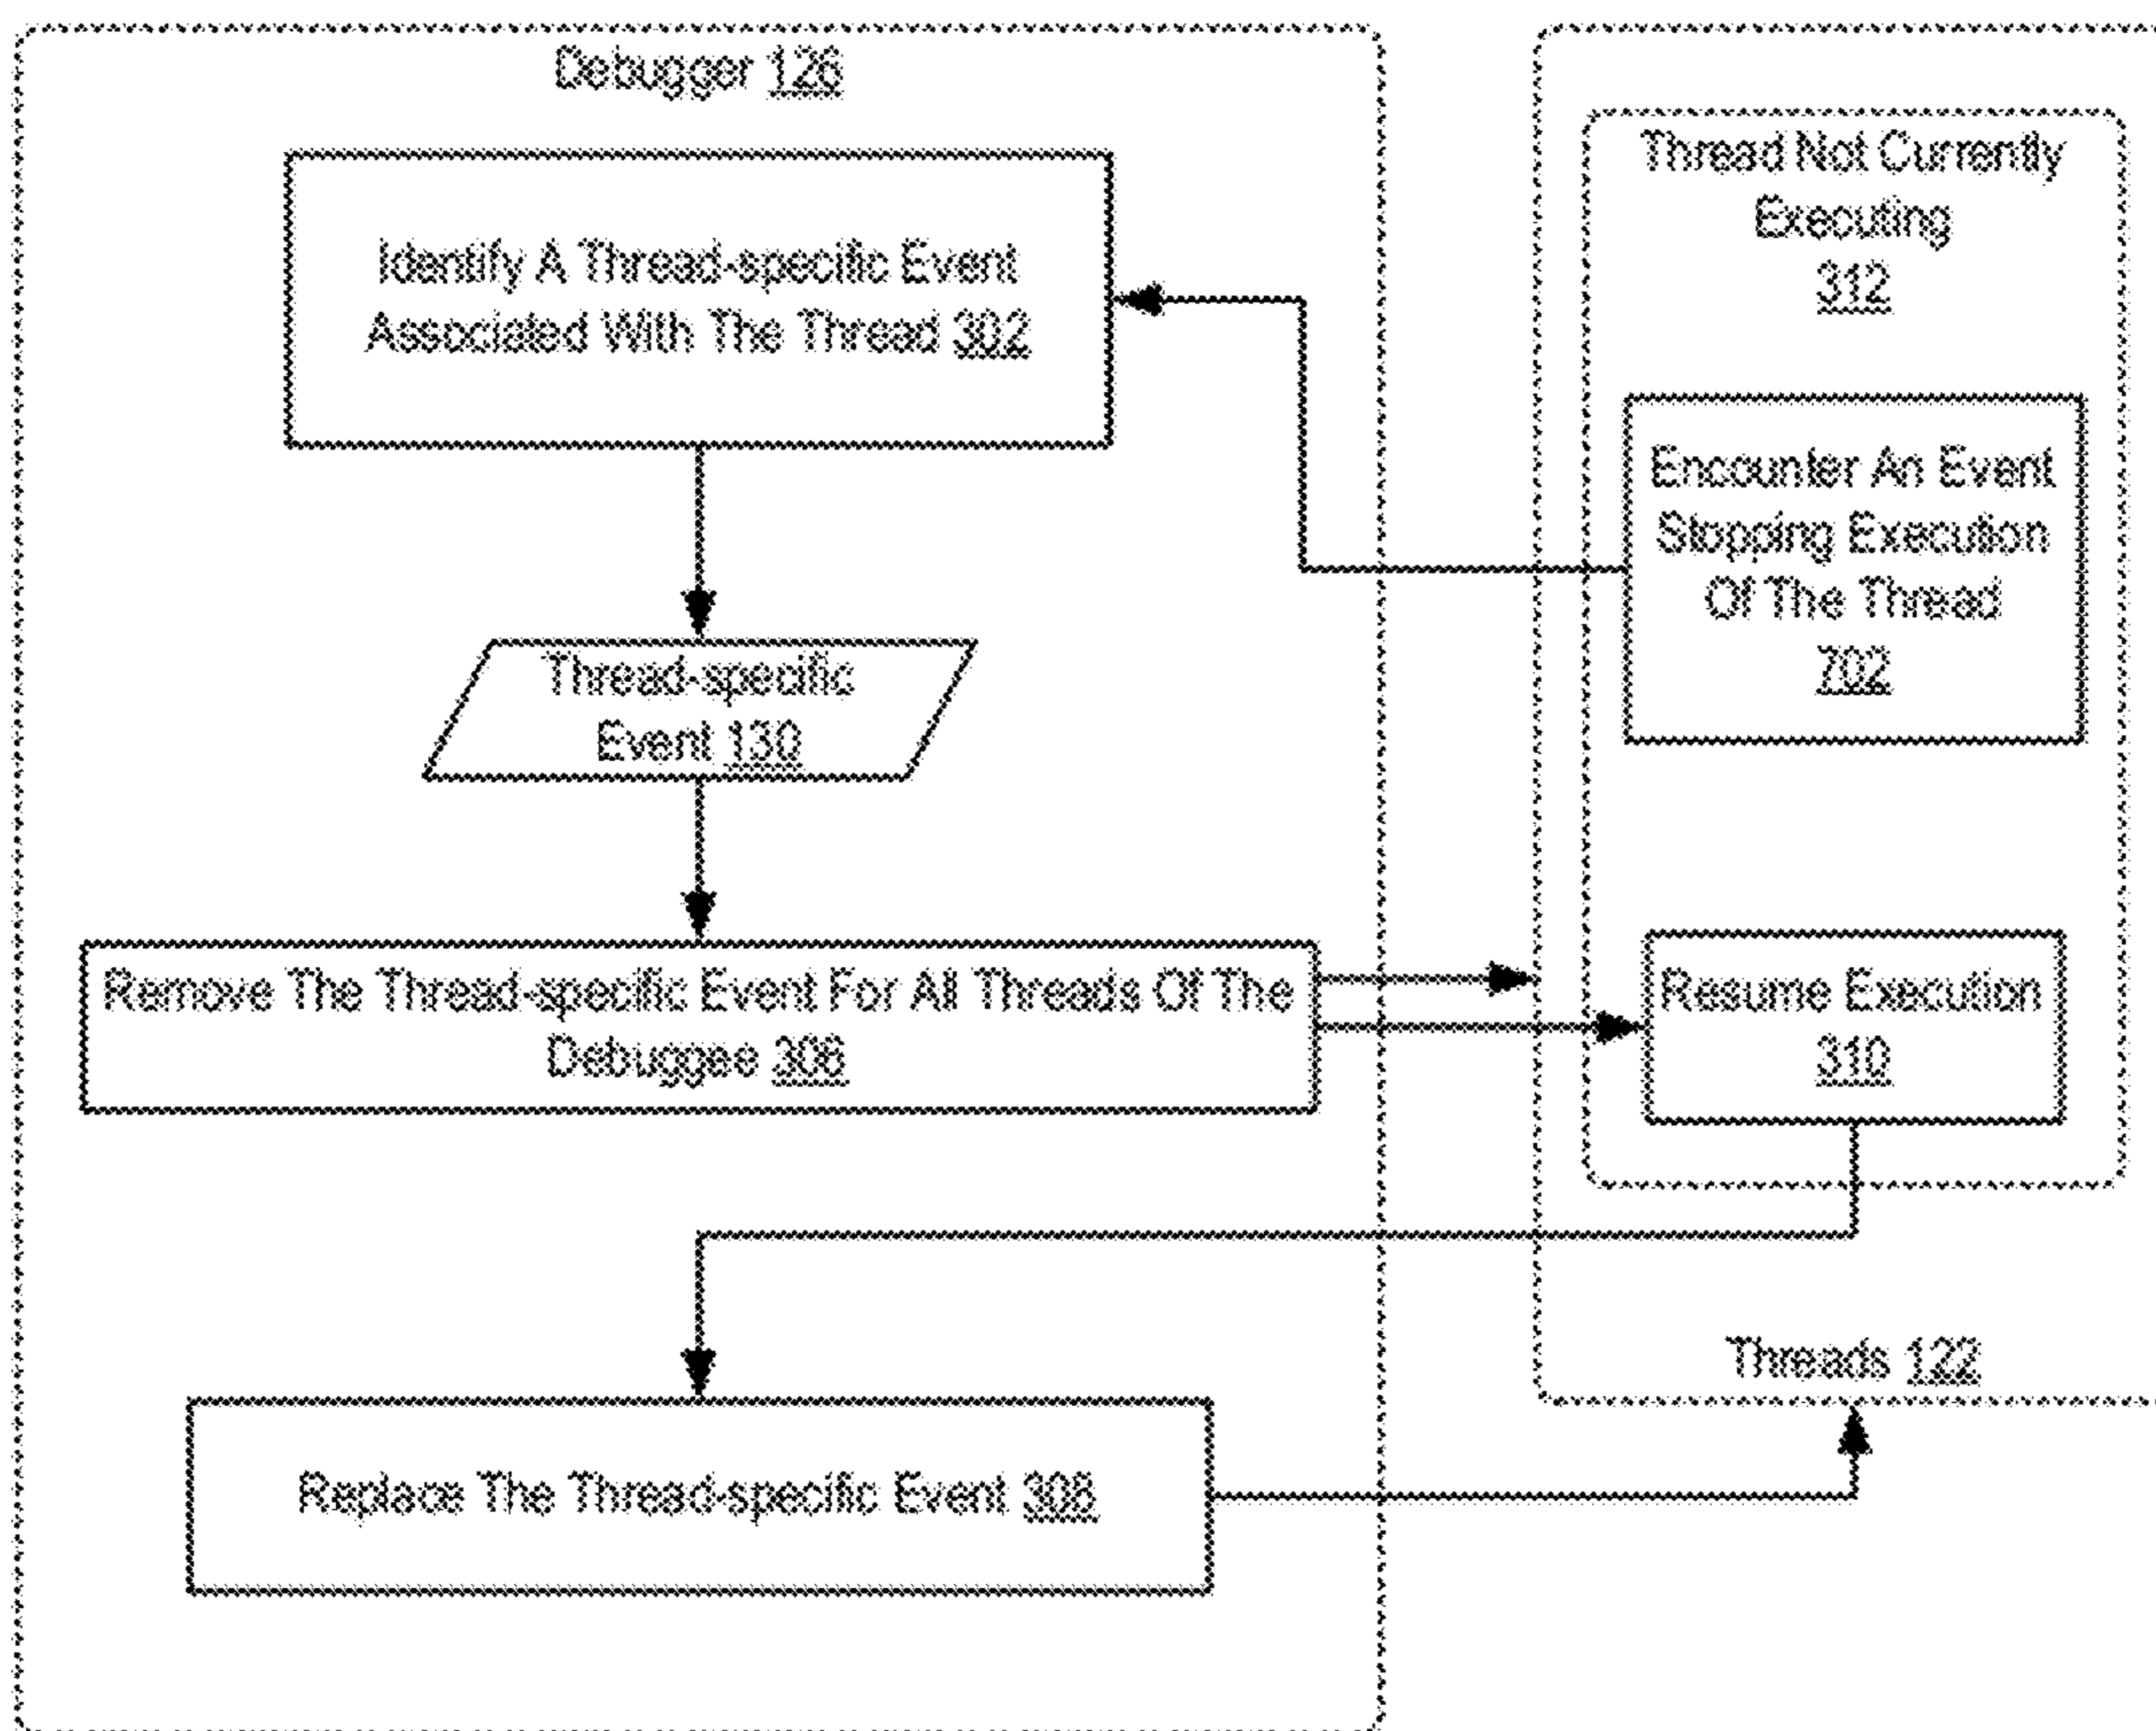 Debugger 126
Identify A Thread-specific Event
Associated With The Thread 302
Thread-specific
Event 130
Remove The Thread-specific Event For All Threads Of The
Debuggee 306
Replace The Thread-specific Event 308
Thread Not Currently
Executing
312
Encounter An Event
Stopping Execution
Of The Thread
702
Resume Execution
310
Threads 122